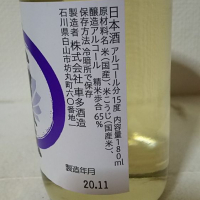 日本酒 アルコール分15度 内容量180ml
原材料名 米(国産)、米こうじ(国産米)、
醸造アルコール 精米歩合65%
保存方法 冷暗所で保存
製造者 株式会社 車多酒造
石川県白山市坊丸町六〇番地一
製造年月
20.11